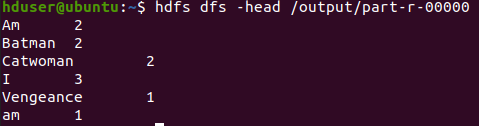 hduser@ubuntu:~$ hdfs dfs -head /output/part-r-00000
Am	2
Batman	2
Catwoman	2
I	3
Vengeance	1
am	1